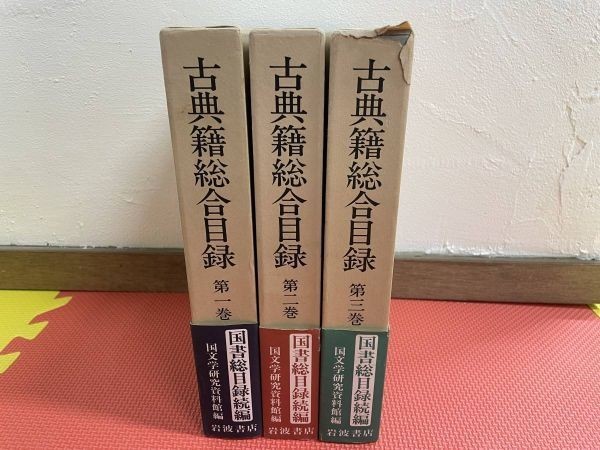 古典籍総合目録
第一巻
国書総目録続編
国文学研究資料館編
岩波書店
古典籍総合目録
第二巻
国書総目録続編
国文学研究資料館編
岩波書店
古典籍総合目録
第三巻
国書総目録続編
国文学研究資料館編
岩波書店